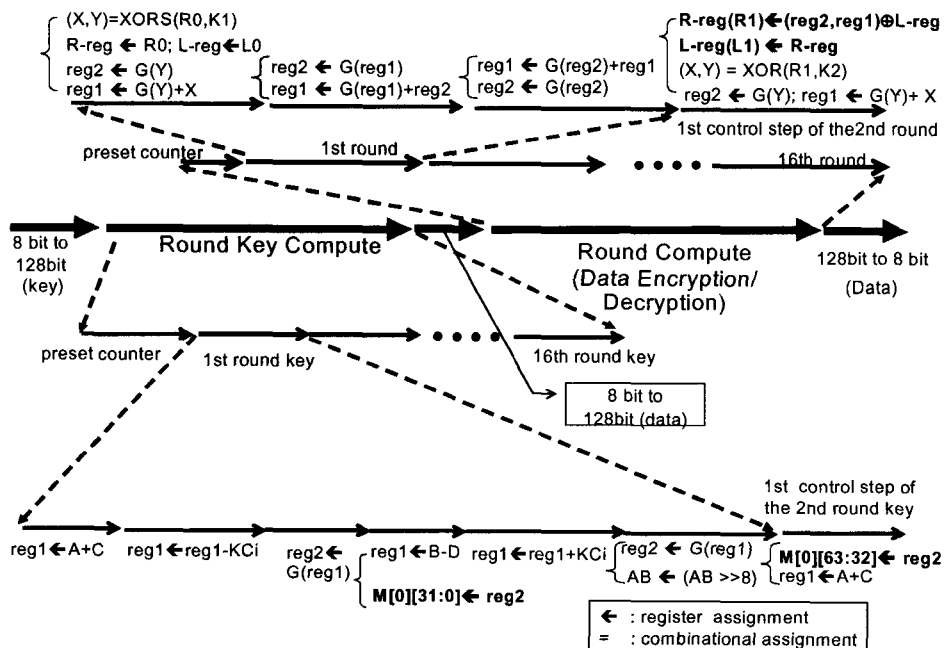 (X,Y)=XORS(R0,K1)
R-reg ← R0; L-reg←L0
reg2 ← G(Y)
reg1 ← G(Y)+X
reg2 ← G(reg1)
reg1 ← G(reg1)+reg2
reg1 ← G(reg2)+reg1
reg2 ← G(reg2)
R-reg(R1)←(reg2,reg1)⊕L-reg
L-reg(L1) ← R-reg
(X,Y) = XOR(R1,K2)
reg2 ← G(Y); reg1 ← G(Y)+ X
1st control step of the2nd round
preset counter
1st round
16th round
8 bit to
128bit
(key)
Round Key Compute
Round Compute
(Data Encryption/
Decryption)
128bit to 8 bit
(Data)
preset counter
1st round key
16th round key
8 bit to
128bit (data)
1st control step of
the 2nd round key
reg1←A+C
reg1←reg1-KCi
reg2←
G(reg1)
reg1←B-D
M[0][31:0]← reg2
reg1←reg1+KCi
reg2 ← G(reg1)
AB ← (AB >>8)
M[0][63:32]← reg2
reg1←A+C
← : register assignment
= : combinational assignment